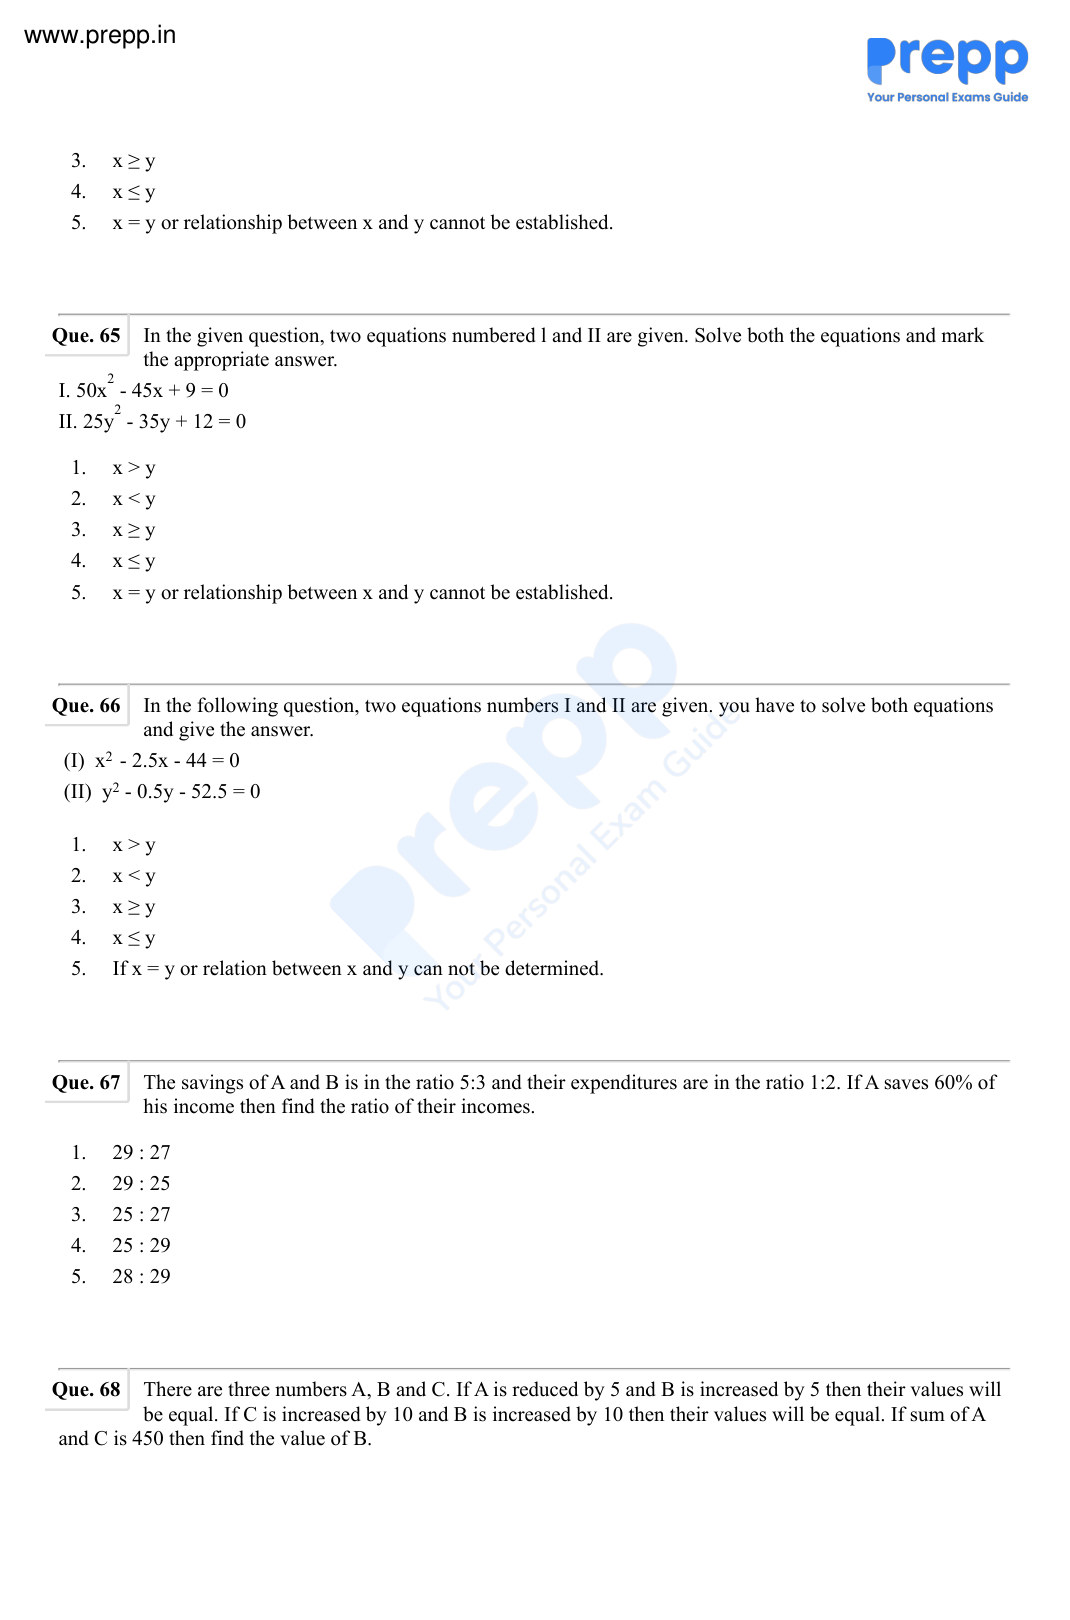 www.prepp.in
prepp
Your Personal Exams Guide
3. x ≥ y
4. x ≤ y
5. x = y or relationship between x and y cannot be established.
Que. 65 In the given question, two equations numbered l and II are given. Solve both the equations and mark
the appropriate answer.
I. 50x² - 45x + 9 = 0
II. 25y² - 35y + 12 = 0
1. x > y
2. x < y
3. x ≥ y
4. x ≤ y
5. x = y or relationship between x and y cannot be established.
Que. 66 In the following question, two equations numbers I and II are given. you have to solve both equations
and give the answer.
(I) x² - 2.5x - 44 = 0
(II) y² - 0.5y - 52.5 = 0
1. x > y
2. x < y
3. x ≥ y
4. x ≤ y
5. If x = y or relation between x and y can not be determined.
prepp
Your Personal Exam Guide
Que. 67 The savings of A and B is in the ratio 5:3 and their expenditures are in the ratio 1:2. If A saves 60% of
his income then find the ratio of their incomes.
1. 29 : 27
2. 29 : 25
3. 25 : 27
4. 25 : 29
5. 28 : 29
Que. 68 There are three numbers A, B and C. If A is reduced by 5 and B is increased by 5 then their values will
be equal. If C is increased by 10 and B is increased by 10 then their values will be equal. If sum of A
and C is 450 then find the value of B.